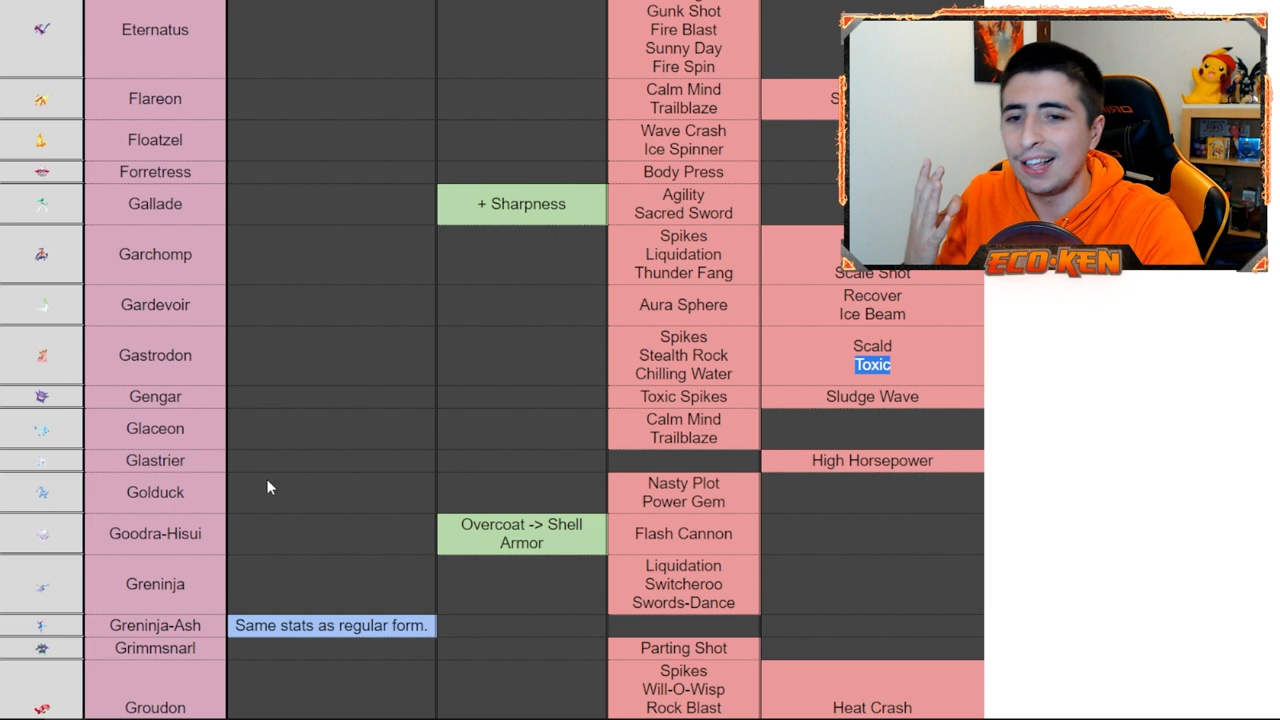 Gunk Shot
Eternatus
Fire Blast
Sunny Day
Fire Spin
Flareon
Calm Mind
Trailblaze
S
Floatzel
Wave Crash
Ice Spinner
Forretress
Body Press
Gallade
+ Sharpness
Agility
Sacred Sword
Garchomp
Spikes
Liquidation
Thunder Fang
Scale Shot
Gardevoir
Aura Sphere
Recover
Ice Beam
Gastrodon
Spikes
Stealth Rock
Chilling Water
Scald
Toxic
Gengar
Toxic Spikes
Sludge Wave
Glaceon
Calm Mind
Trailblaze
Glastrier
High Horsepower
Golduck
Nasty Plot
Power Gem
Goodra-Hisui
Overcoat -> Shell
Armor
Flash Cannon
Greninja
Liquidation
Switcheroo
Swords-Dance
Greninja-Ash
Same stats as regular form.
Grimmsnarl
Parting Shot
Groudon
Spikes
Will-O-Wisp
Rock Blast
Heat Crash
ECO-KEN